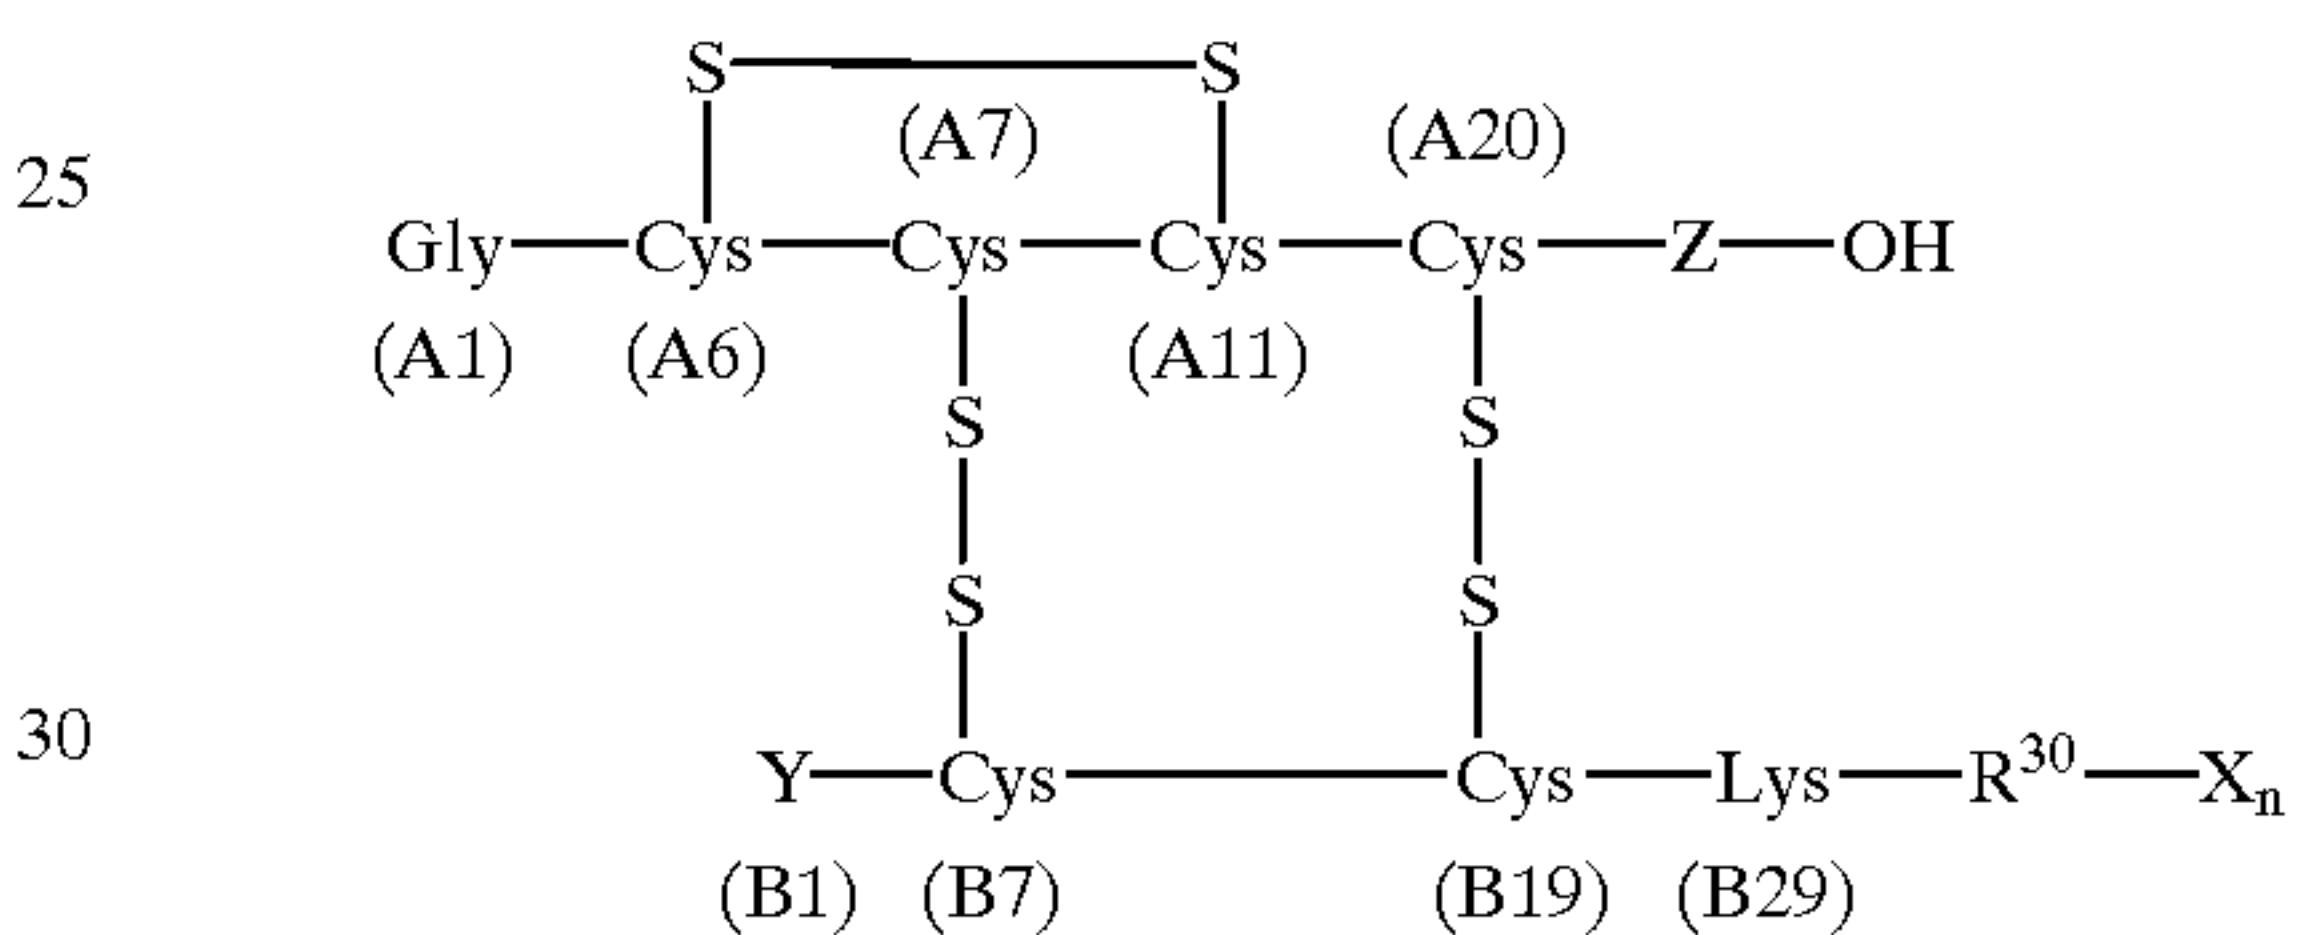 S S
(A7) (A20)
25
Gly Cys Cys Cys Cys Z OH
(A1) (A6) (A11)
S S
S S
30
Y Cys Cys Lys R³⁰ Xₙ
(B1) (B7) (B19) (B29)